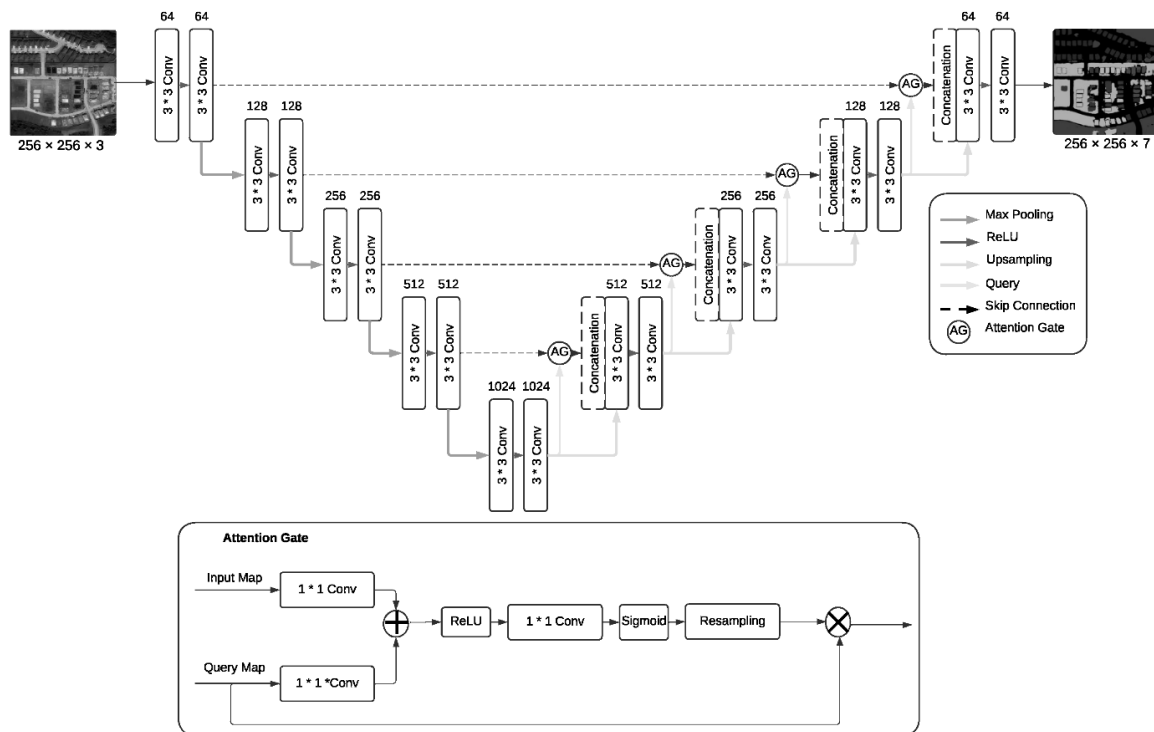 64
64
3 * 3 Conv
3 * 3 Conv
256 × 256 × 3
128
128
3 * 3 Conv
3 * 3 Conv
256
256
3 * 3 Conv
3 * 3 Conv
512
512
3 * 3 Conv
3 * 3 Conv
1024
1024
3 * 3 Conv
3 * 3 Conv
AG
Concatenation
512
512
3 * 3 Conv
3 * 3 Conv
AG
Concatenation
256
256
3 * 3 Conv
3 * 3 Conv
AG
Concatenation
128
128
3 * 3 Conv
3 * 3 Conv
AG
Concatenation
64
64
3 * 3 Conv
3 * 3 Conv
256 × 256 × 7
Max Pooling
ReLU
Upsampling
Query
Skip Connection
AG Attention Gate
Attention Gate
Input Map
1 * 1 Conv
ReLU
1 * 1 Conv
Sigmoid
Resampling
Query Map
1 * 1 *Conv